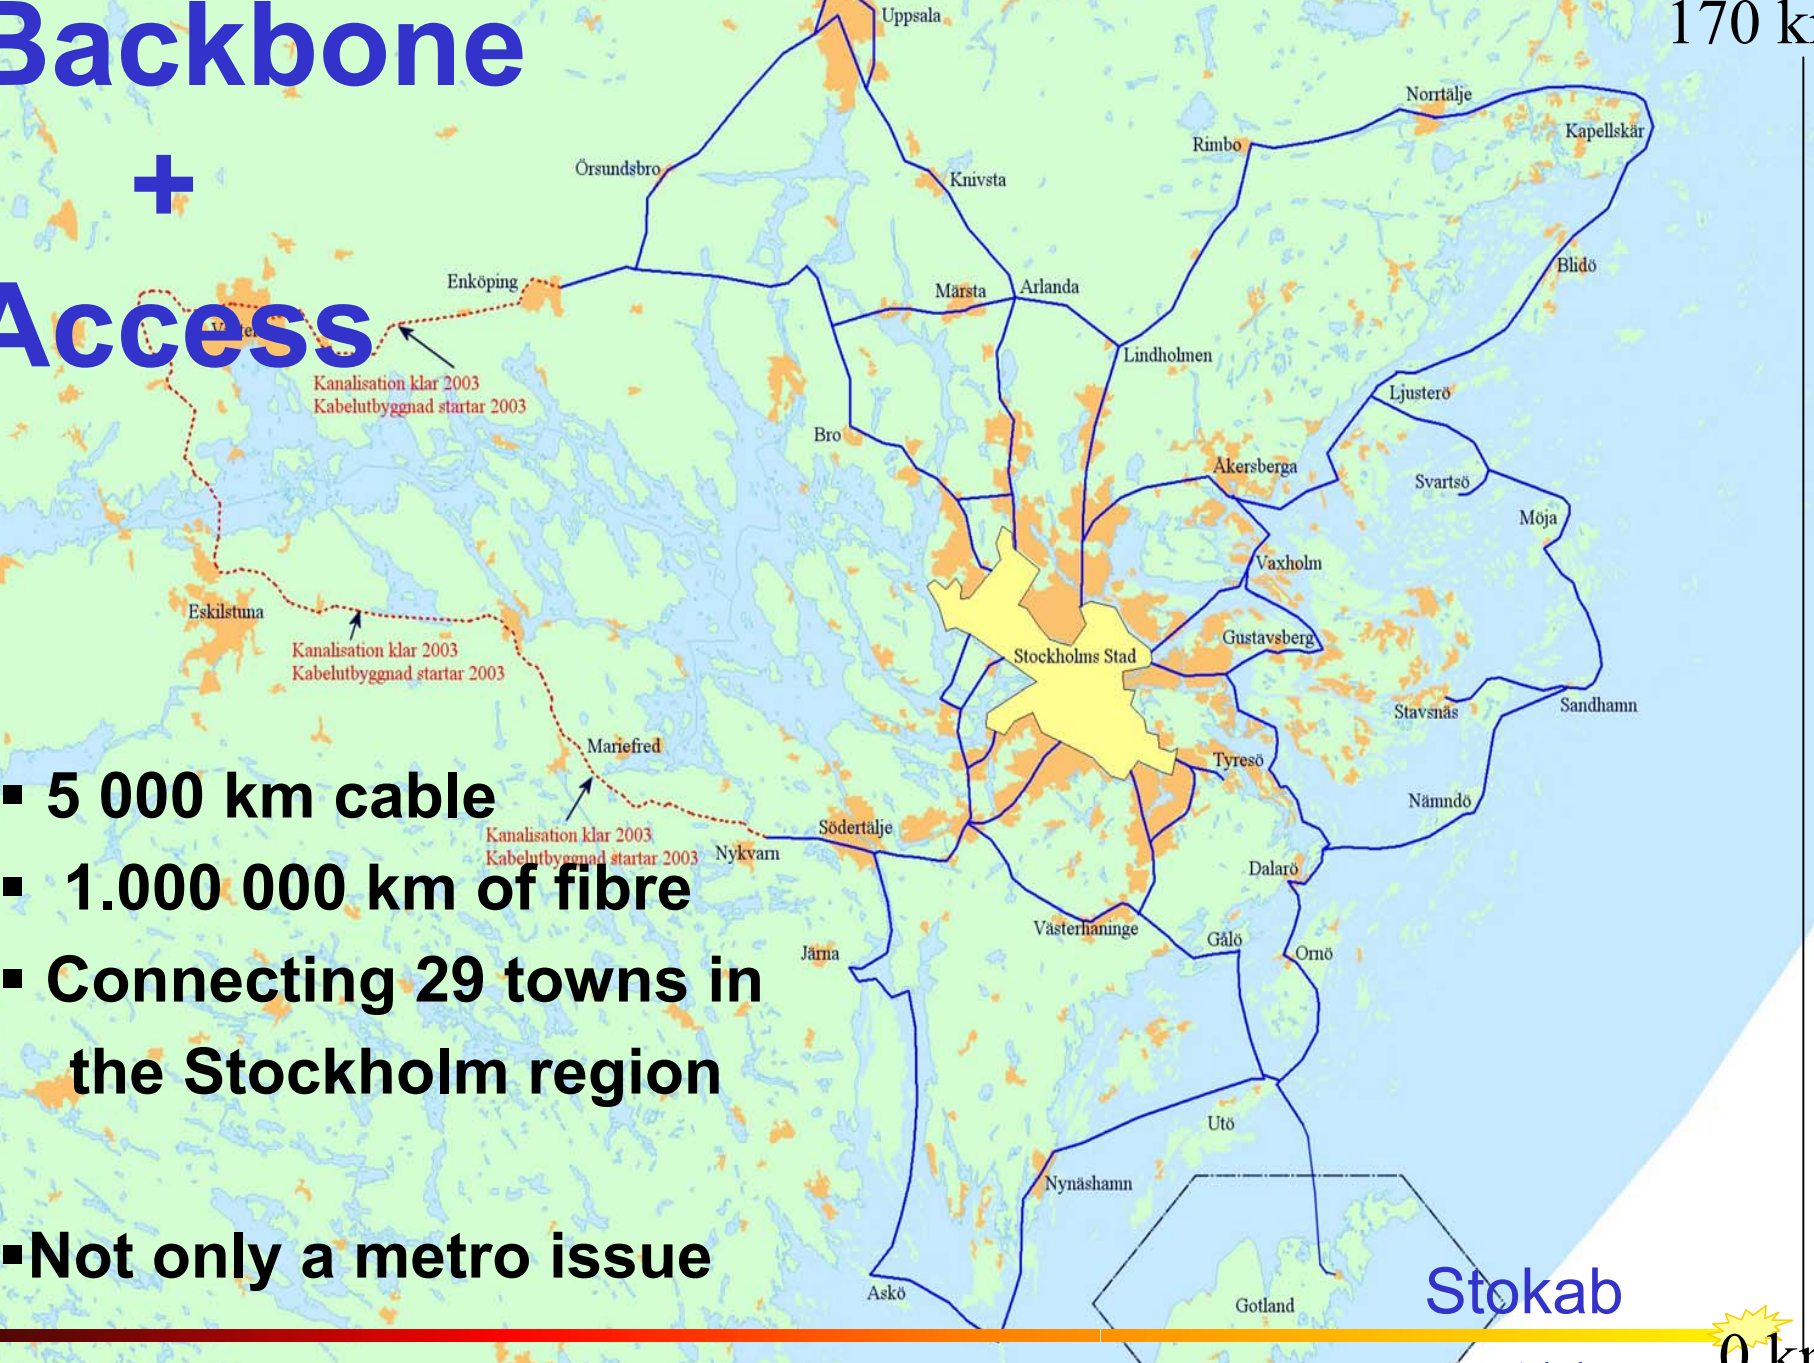 Backbone
+
Access
170 km
Uppsala
Norrtälje
Kapellskär
Rimbo
Örsundsbro
Knivsta
Blidö
Enköping
Märsta
Arlanda
Lindholmen
Kanalisation klar 2003
Kabelutbyggnad startar 2003
Ljusterö
Bro
Åkersberga
Svartsö
Möja
Vaxholm
Eskilstuna
Gustavsberg
Kanalisation klar 2003
Kabelutbyggnad startar 2003
Stockholms Stad
Stavsnäs
Sandhamn
Mariefred
Tyresö
Nämndö
Kanalisation klar 2003
Kabelutbyggnad startar 2003
Nykvarn
Södertälje
Dalarö
Västerhaninge
Gålö
Ornö
Järna
▪ 5 000 km cable
▪ 1.000 000 km of fibre
▪ Connecting 29 towns in
the Stockholm region
▪Not only a metro issue
Utö
Nynäshamn
Askö
Gotland
Stokab
0 km